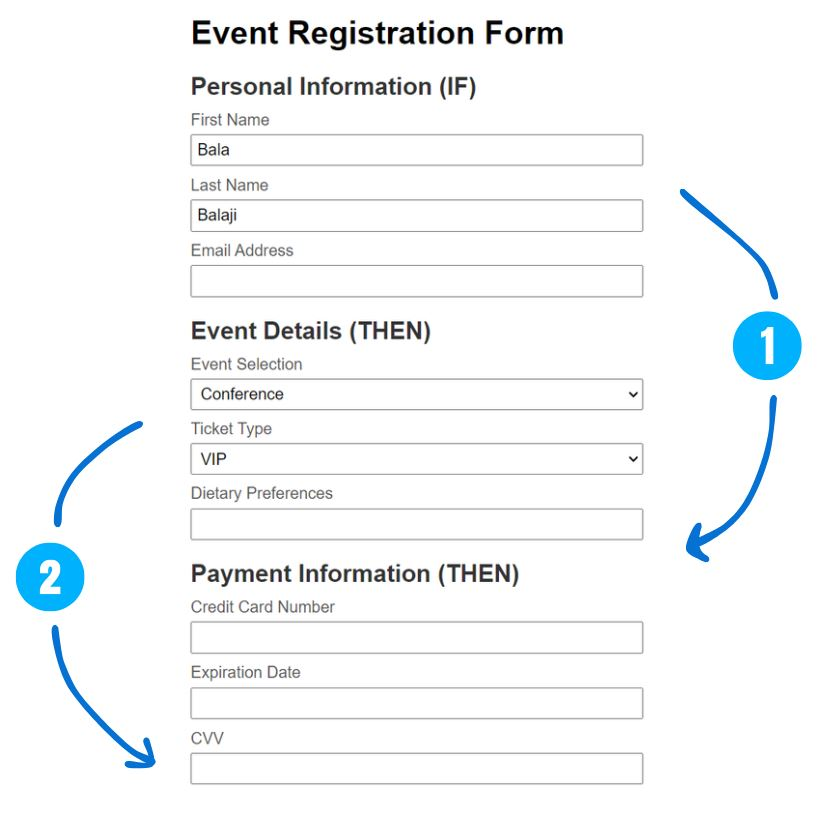 Event Registration Form
Personal Information (IF)
First Name
Bala
Last Name
Balaji
Email Address
Event Details (THEN)
Event Selection
Conference
Ticket Type
VIP
Dietary Preferences
Payment Information (THEN)
Credit Card Number
Expiration Date
CVV
1
2